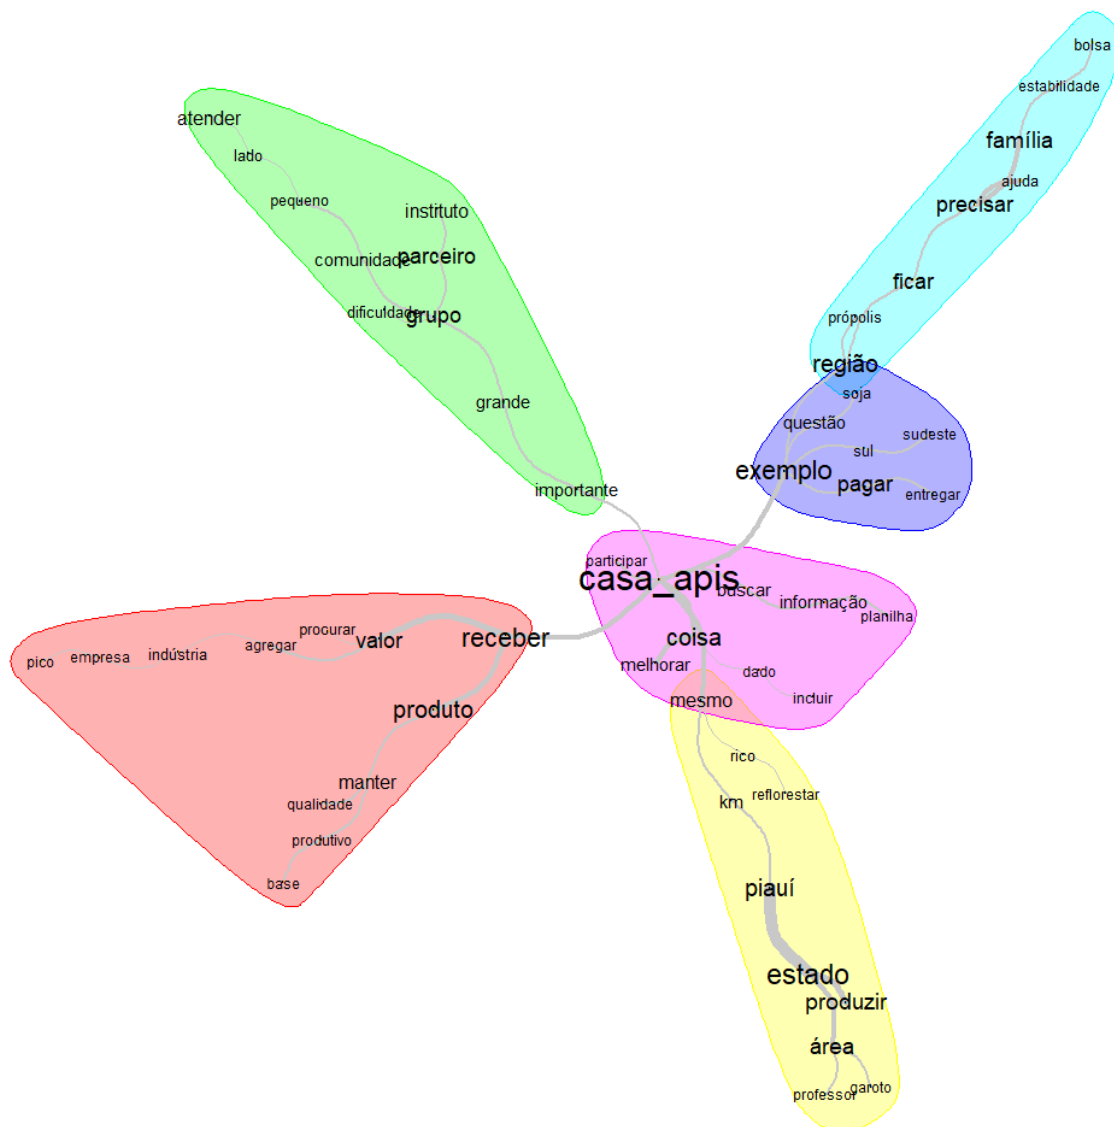 bolsa
estabilidade
família
ajuda
precisar
ficar
própolis
região
atender
lado
pequeno
instituto
parceiro
comunidade
dificuldade
grupo
grande
importante
soja
questão
sudeste
sul
exemplo
pagar
entregar
participar
casa_apis
buscar
informação
planilha
coisa
melhorar
dado
incluir
mesmo
receber
procurar
valor
agregar
indústria
empresa
pico
produto
manter
qualidade
produtivo
base
rico
reflorestar
km
piauí
estado
produzir
área
garoto
professor